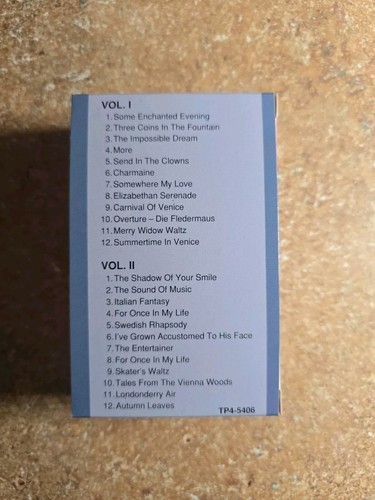 VOL. I
1. Some Enchanted Evening
2. Three Coins In The Fountain
3. The Impossible Dream
4. More
5. Send In The Clowns
6. Charmaine
7. Somewhere My Love
8. Elizabethan Serenade
9. Carnival Of Venice
10. Overture – Die Fledermaus
11. Merry Widow Waltz
12. Summertime In Venice
VOL. II
1. The Shadow Of Your Smile
2. The Sound Of Music
3. Italian Fantasy
4. For Once In My Life
5. Swedish Rhapsody
6. I've Grown Accustomed To His Face
7. The Entertainer
8. For Once In My Life
9. Skater's Waltz
10. Tales From The Vienna Woods
11. Londonderry Air
12. Autumn Leaves
TP4-5406